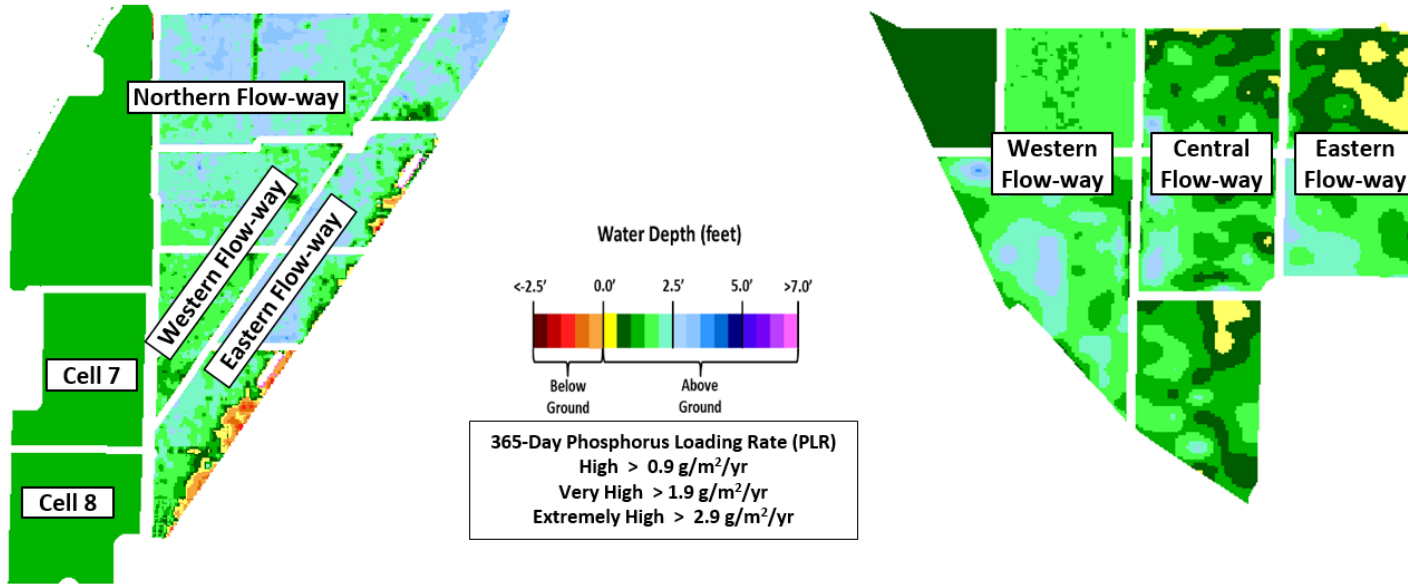 Northern Flow-way
Western Flow-way
Eastern Flow-way
Cell 7
Cell 8
Water Depth (feet)
<-2.5' 0.0' 2.5' 5.0' >7.0'
Below
Ground
Above
Ground
365-Day Phosphorus Loading Rate (PLR)
High > 0.9 g/m²/yr
Very High > 1.9 g/m²/yr
Extremely High > 2.9 g/m²/yr
Western
Flow-way
Central
Flow-way
Eastern
Flow-way